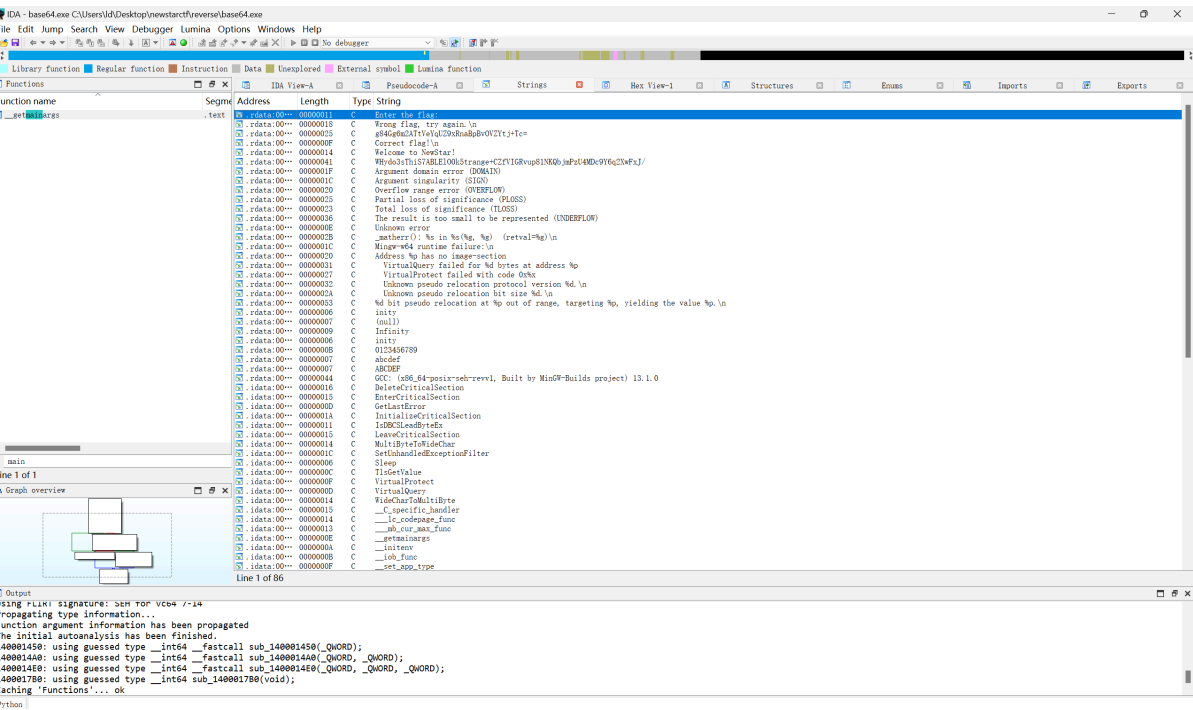 IDA - base64.exe C:\Users\ld\Desktop\newstarctf\reverse\base64.exe
ile Edit Jump Search View Debugger Lumina Options Windows Help
No debugger
Library function Regular function Instruction Data Unexplored External symbol Lumina function
Functions
IDA View-A Pseudocode-A Strings Hex View-1 Structures Enums Imports Exports
unction name Segme
__getmainargs .text
Address Length Type String
.rdata:00··· 00000011 C Enter the flag:
.rdata:00··· 00000018 C Wrong flag, try again.\n
.rdata:00··· 00000025 C g84Gg6m2ATtVeYqUZ9xRnaBpBvOVZYtj+Tc=
.rdata:00··· 0000000F C Correct flag!\n
.rdata:00··· 00000014 C Welcome to NewStar!
.rdata:00··· 00000041 C WHydo3sThiS7ABLElO0k5trange+CZfVIGRvup81NKQbjmPzU4MDc9Y6q2XwFxJ/
.rdata:00··· 0000001F C Argument domain error (DOMAIN)
.rdata:00··· 0000001C C Argument singularity (SIGN)
.rdata:00··· 00000020 C Overflow range error (OVERFLOW)
.rdata:00··· 00000025 C Partial loss of significance (PLOSS)
.rdata:00··· 00000023 C Total loss of significance (TLOSS)
.rdata:00··· 00000036 C The result is too small to be represented (UNDERFLOW)
.rdata:00··· 0000000E C Unknown error
.rdata:00··· 0000002B C _matherr(): %s in %s(%g, %g) (retval=%g)\n
.rdata:00··· 0000001C C Mingw-w64 runtime failure:\n
.rdata:00··· 00000020 C Address %p has no image-section
.rdata:00··· 00000031 C VirtualQuery failed for %d bytes at address %p
.rdata:00··· 00000027 C VirtualProtect failed with code 0x%x
.rdata:00··· 00000032 C Unknown pseudo relocation protocol version %d.\n
.rdata:00··· 0000002A C Unknown pseudo relocation bit size %d.\n
.rdata:00··· 00000053 C %d bit pseudo relocation at %p out of range, targeting %p, yielding the value %p.\n
.rdata:00··· 00000006 C inity
.rdata:00··· 00000007 C (null)
.rdata:00··· 00000009 C Infinity
.rdata:00··· 00000006 C inity
.rdata:00··· 0000000B C 0123456789
.rdata:00··· 00000007 C abcdef
.rdata:00··· 00000007 C ABCDEF
.rdata:00··· 00000044 C GCC: (x86_64-posix-seh-rev1, Built by MinGW-Builds project) 13.1.0
.idata:00··· 00000016 C DeleteCriticalSection
.idata:00··· 00000015 C EnterCriticalSection
.idata:00··· 0000000D C GetLastError
.idata:00··· 0000001A C InitializeCriticalSection
.idata:00··· 00000011 C IsDBCSLeadByteEx
.idata:00··· 00000015 C LeaveCriticalSection
.idata:00··· 00000014 C MultiByteToWideChar
.idata:00··· 0000001C C SetUnhandledExceptionFilter
.idata:00··· 00000006 C Sleep
.idata:00··· 0000000C C TlsGetValue
.idata:00··· 0000000F C VirtualProtect
.idata:00··· 0000000D C VirtualQuery
.idata:00··· 00000014 C WideCharToMultiByte
.idata:00··· 00000015 C __C_specific_handler
.idata:00··· 00000014 C ___lc_codepage_func
.idata:00··· 00000013 C ___mb_cur_max_func
.idata:00··· 0000000E C __getmainargs
.idata:00··· 0000000A C __initenv
.idata:00··· 0000000B C __iob_func
.idata:00··· 0000000F C __set_app_type
main
ine 1 of 1
Graph overview
Line 1 of 86
Output
sing FLIRT signature: SEH for vc64 7-14
ropagating type information...
unction argument information has been propagated
he initial autoanalysis has been finished.
40001450: using guessed type __int64 __fastcall sub_140001450(_QWORD);
400014A0: using guessed type __int64 __fastcall sub_1400014A0(_QWORD, _QWORD);
400014E0: using guessed type __int64 __fastcall sub_1400014E0(_QWORD, _QWORD, _QWORD);
400017B0: using guessed type __int64 sub_1400017B0(void);
aching 'Functions'... ok
Python